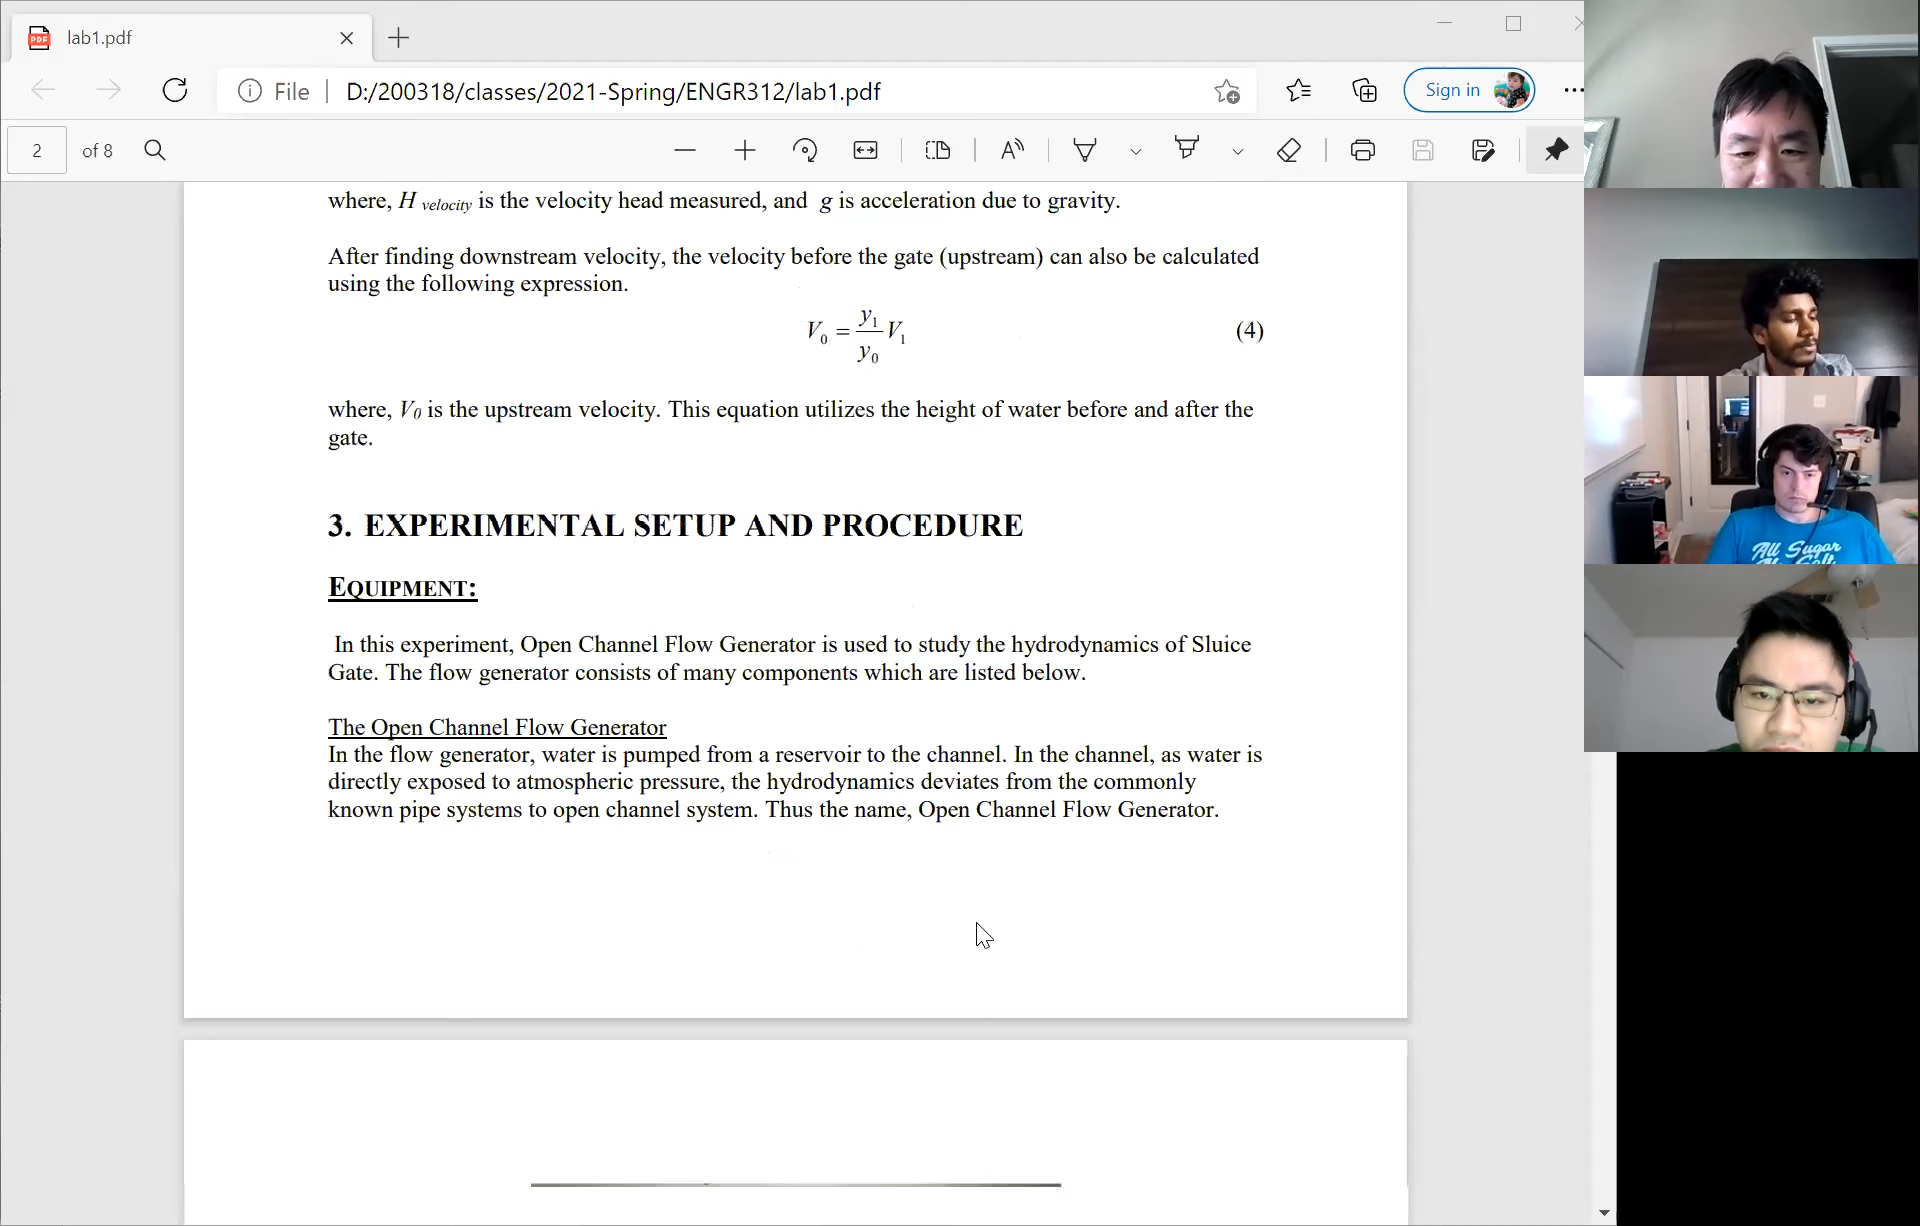 lab1.pdf
File | D:/200318/classes/2021-Spring/ENGR312/lab1.pdf
Sign in
2 of 8
where, H velocity is the velocity head measured, and g is acceleration due to gravity.
After finding downstream velocity, the velocity before the gate (upstream) can also be calculated
using the following expression.
V0 = y1/y0 V1 (4)
where, V0 is the upstream velocity. This equation utilizes the height of water before and after the
gate.
3. EXPERIMENTAL SETUP AND PROCEDURE
EQUIPMENT:
In this experiment, Open Channel Flow Generator is used to study the hydrodynamics of Sluice
Gate. The flow generator consists of many components which are listed below.
The Open Channel Flow Generator
In the flow generator, water is pumped from a reservoir to the channel. In the channel, as water is
directly exposed to atmospheric pressure, the hydrodynamics deviates from the commonly
known pipe systems to open channel system. Thus the name, Open Channel Flow Generator.
All Sugar